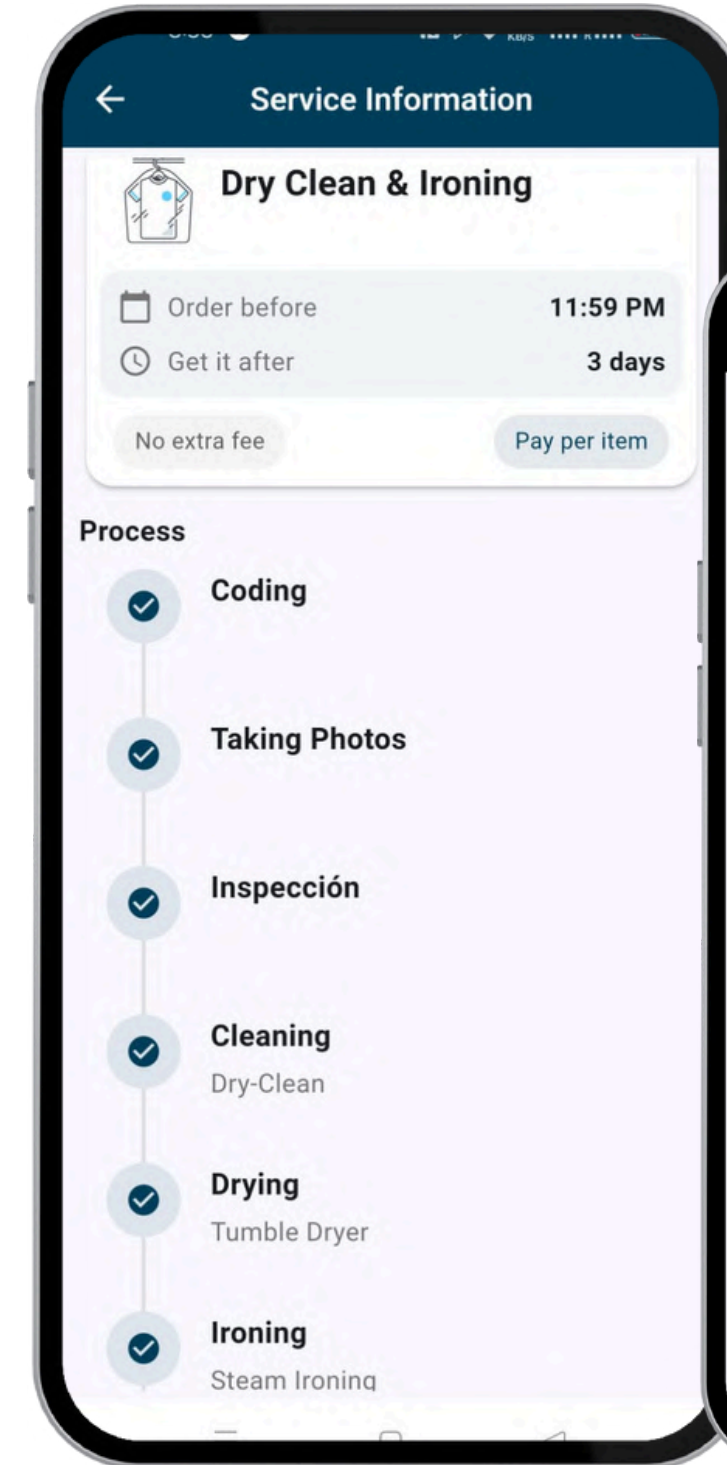 KB/S
Service Information
Dry Clean & Ironing
Order before 11:59 PM
Get it after 3 days
No extra fee Pay per item
Process
Coding
Taking Photos
Inspección
Cleaning
Dry-Clean
Drying
Tumble Dryer
Ironing
Steam Ironing